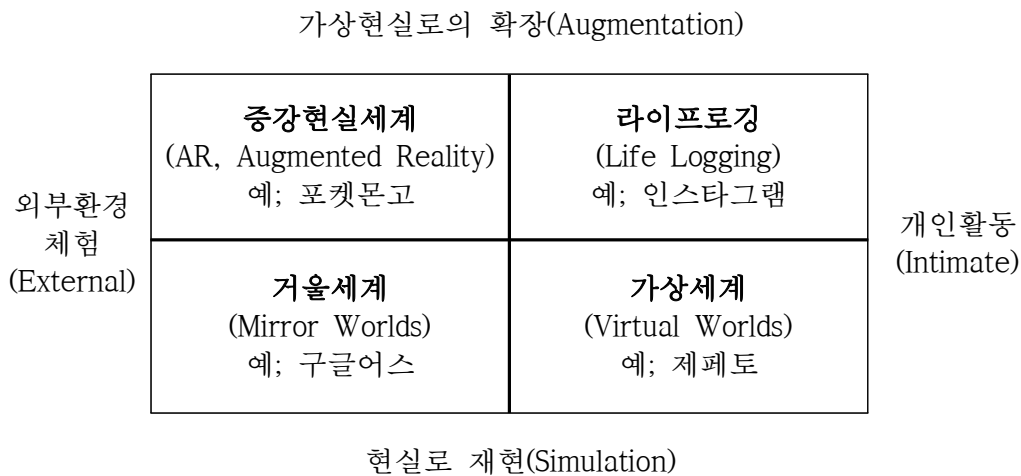 가상현실로의 확장(Augmentation)
증강현실세계
(AR, Augmented Reality)
예; 포켓몬고
라이프로깅
(Life Logging)
예; 인스타그램
외부환경
체험
(External)
개인활동
(Intimate)
거울세계
(Mirror Worlds)
예; 구글어스
가상세계
(Virtual Worlds)
예; 제페토
현실로 재현(Simulation)